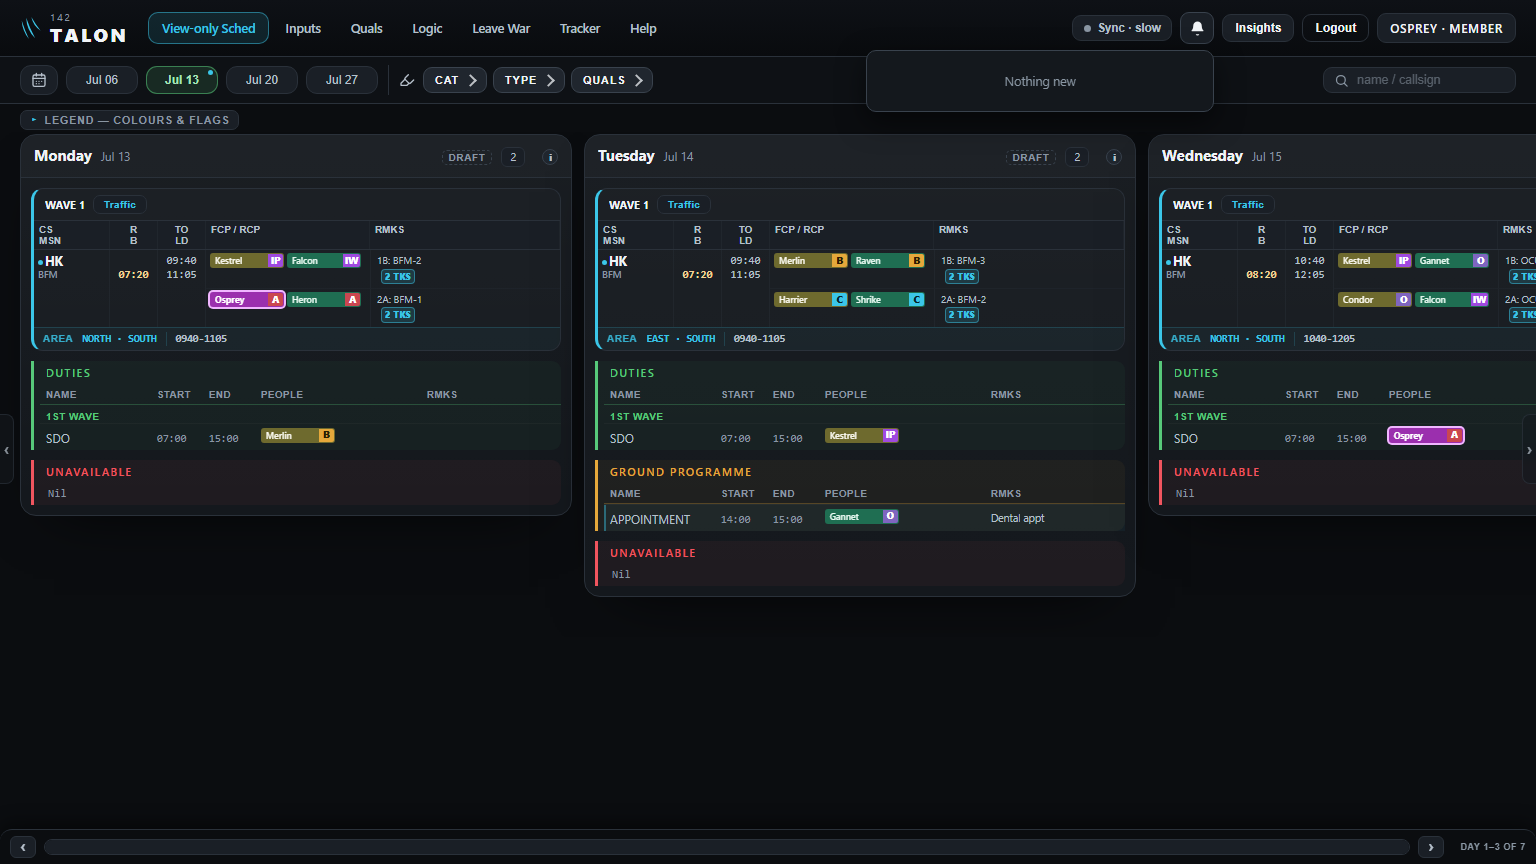 142
TALON
View-only Sched
Inputs
Quals
Logic
Leave War
Tracker
Help
Sync · slow
Insights
Logout
OSPREY · MEMBER
Jul 06
Jul 13
Jul 20
Jul 27
CAT
TYPE
QUALS
Nothing new
name / callsign
LEGEND — COLOURS & FLAGS
Monday Jul 13
DRAFT 2 i
WAVE 1 Traffic
CS R TO FCP / RCP RMKS
MSN B LD
HK 09:40 Kestrel IP Falcon IW 1B: BFM-2
BFM 07:20 11:05 2 TKS
Osprey A Heron A 2A: BFM-1
2 TKS
AREA NORTH · SOUTH 0940-1105
DUTIES
NAME START END PEOPLE RMKS
1ST WAVE
SDO 07:00 15:00 Merlin B
UNAVAILABLE
Nil
Tuesday Jul 14
DRAFT 2 i
WAVE 1 Traffic
CS R TO FCP / RCP RMKS
MSN B LD
HK 09:40 Merlin B Raven B 1B: BFM-3
BFM 07:20 11:05 2 TKS
Harrier C Shrike C 2A: BFM-2
2 TKS
AREA EAST · SOUTH 0940-1105
DUTIES
NAME START END PEOPLE RMKS
1ST WAVE
SDO 07:00 15:00 Kestrel IP
GROUND PROGRAMME
NAME START END PEOPLE RMKS
APPOINTMENT 14:00 15:00 Gannet O Dental appt
UNAVAILABLE
Nil
Wednesday Jul 15
WAVE 1 Traffic
CS R TO FCP / RCP RMKS
MSN B LD
HK 10:40 Kestrel IP Gannet O 1B: OCU
BFM 08:20 12:05 2 TKS
Condor O Falcon IW 2A: OCU
2 TKS
AREA NORTH · SOUTH 1040-1205
DUTIES
NAME START END PEOPLE
1ST WAVE
SDO 07:00 15:00 Osprey A
UNAVAILABLE
Nil
DAY 1–3 OF 7